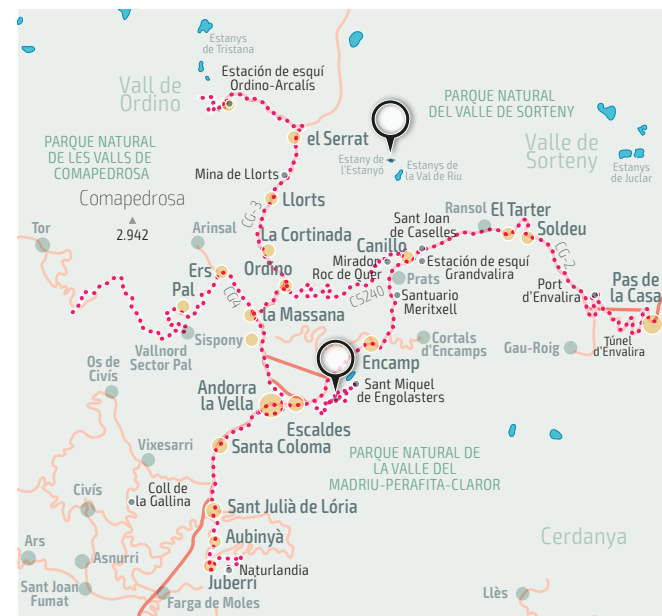 Estanys
de Tristana
Vall de
Ordino
Estación de esquí
Ordino-Arcalís
PARQUE NATURAL
DEL VALLE DE SORTENY
el Serrat
PARQUE NATURAL
DE LES VALLS DE
COMAPEDROSA
Valle de
Sorteny
Estany de
l'Estanyó
Estanys de
la Val de Riu
Estanys
de Juclar
Mina de Llorts
Comapedrosa
2.942
Llorts
CG-3
Tor
Arinsal
La Cortinada
Sant Joan
de Caselles
Ransol
El Tarter
Soldeu
CG-2
Canillo
Mirador
Roc de Quer
Estación de esquí
Grandvalira
Ers
Pal
Ordino
CG4
CS240
Prats
Santuario
Meritxell
Port
d'Envalira
Pas de
la Casa
la Massana
Vallnord
Sector Pal
Sispony
Cortals
d'Encamps
Gau-Roig
Túnel
d'Envalira
Os de
Civís
Encamp
Andorra
la Vella
Sant Miquel
de Engolasters
Escaldes
Vixesarri
Santa Coloma
PARQUE NATURAL DE
LA VALLE DEL
MADRIU-PERAFITA-CLAROR
Civís
Coll de
la Gallina
Sant Julià de Lória
Aubinyà
Cerdanya
Ars
Asnurri
Naturlandia
Juberri
Sant Joan
Fumat
Farga de Moles
Llès